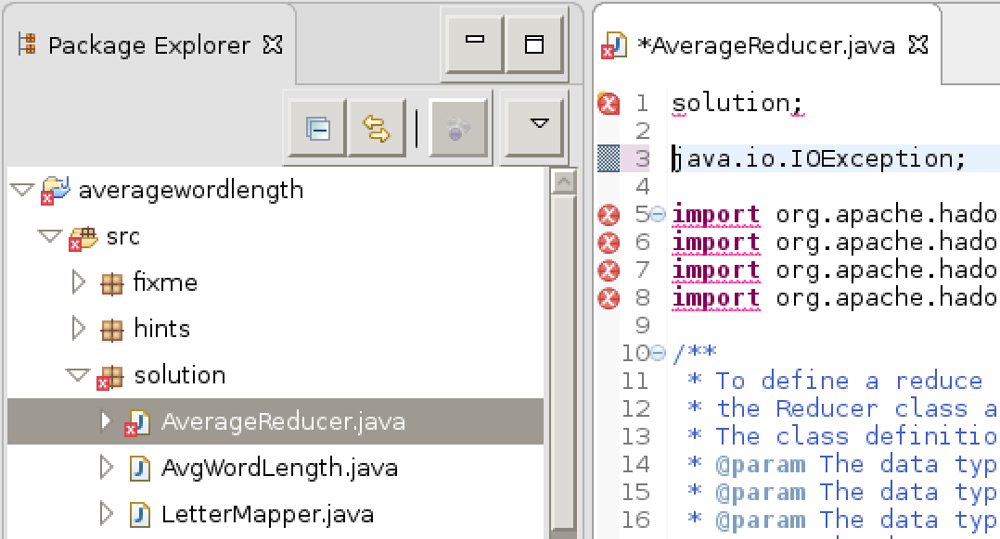 Package Explorer
averagewordlength
src
fixme
hints
solution
AverageReducer.java
AvgWordLength.java
LetterMapper.java
*AverageReducer.java
1 solution;
2
3 java.io.IOException;
4
5 import org.apache.hado
6 import org.apache.hado
7 import org.apache.hado
8 import org.apache.hado
9
10 /**
11 * To define a reduce
12 * the Reducer class a
13 * The class definitio
14 * @param The data typ
15 * @param The data typ
16 * @param The data typ